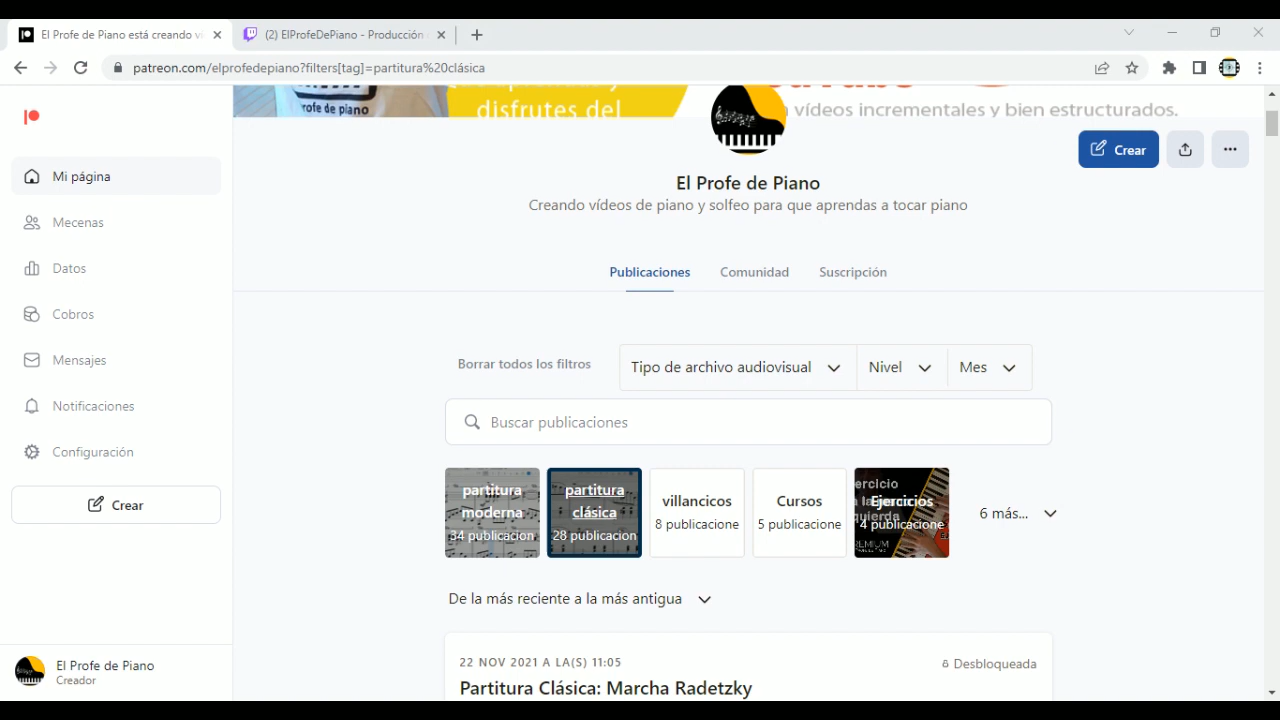 El Profe de Piano está creando ví
(2) ElProfeDePiano - Producción
patreon.com/elprofedepiano?filters[tag]=partitura%20clásica
rofe de piano
disfrutes del
vídeos incrementales y bien estructurados.
Mi página
Mecenas
Datos
Cobros
Mensajes
Notificaciones
Configuración
Crear
El Profe de Piano
Creador
Crear
El Profe de Piano
Creando vídeos de piano y solfeo para que aprendas a tocar piano
Publicaciones Comunidad Suscripción
Borrar todos los filtros Tipo de archivo audiovisual Nivel Mes
Buscar publicaciones
partitura
moderna
34 publicacion
partitura
clásica
28 publicacion
villancicos
8 publicacione
Cursos
5 publicacione
Ejercicios
4 publicacione
6 más...
De la más reciente a la más antigua
22 NOV 2021 A LA(S) 11:05 Desbloqueada
Partitura Clásica: Marcha Radetzky